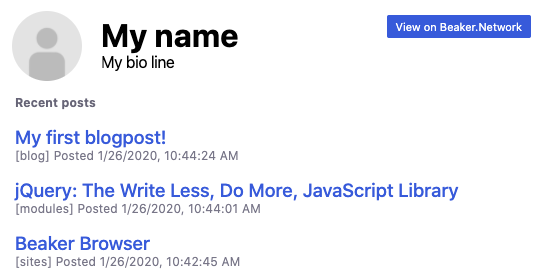 My name
My bio line
View on Beaker.Network
Recent posts
My first blogpost!
[blog] Posted 1/26/2020, 10:44:24 AM
jQuery: The Write Less, Do More, JavaScript Library
[modules] Posted 1/26/2020, 10:44:01 AM
Beaker Browser
[sites] Posted 1/26/2020, 10:42:45 AM